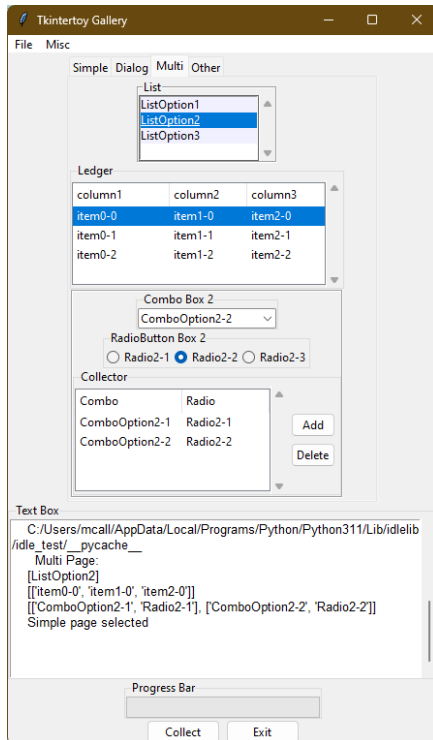 Tkintertoy Gallery
File Misc
Simple Dialog Multi Other
List
ListOption1
ListOption2
ListOption3
Ledger
column1 column2 column3
item0-0 item1-0 item2-0
item0-1 item1-1 item2-1
item0-2 item1-2 item2-2
Combo Box 2
ComboOption2-2
RadioButton Box 2
Radio2-1 Radio2-2 Radio2-3
Collector
Combo Radio
ComboOption2-1 Radio2-1
ComboOption2-2 Radio2-2
Add
Delete
Text Box
C:/Users/mcall/AppData/Local/Programs/Python/Python311/Lib/idlelib
/idle_test/__pycache__
Multi Page:
[ListOption2]
[['item0-0', 'item1-0', 'item2-0']]
[['ComboOption2-1', 'Radio2-1'], ['ComboOption2-2', 'Radio2-2']]
Simple page selected
Progress Bar
Collect Exit